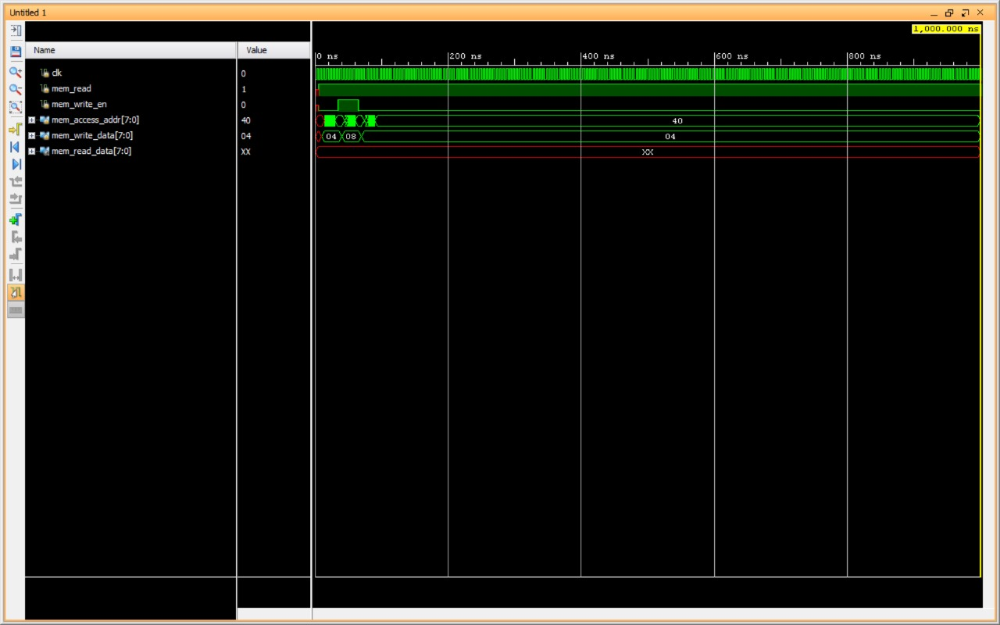 Untitled 1
1,000.000 ns
Name Value
0 ns 200 ns 400 ns 600 ns 800 ns
clk 0
mem_read 1
mem_write_en 0
mem_access_addr[7:0] 40 40
mem_write_data[7:0] 04 04 08 04
mem_read_data[7:0] XX XX